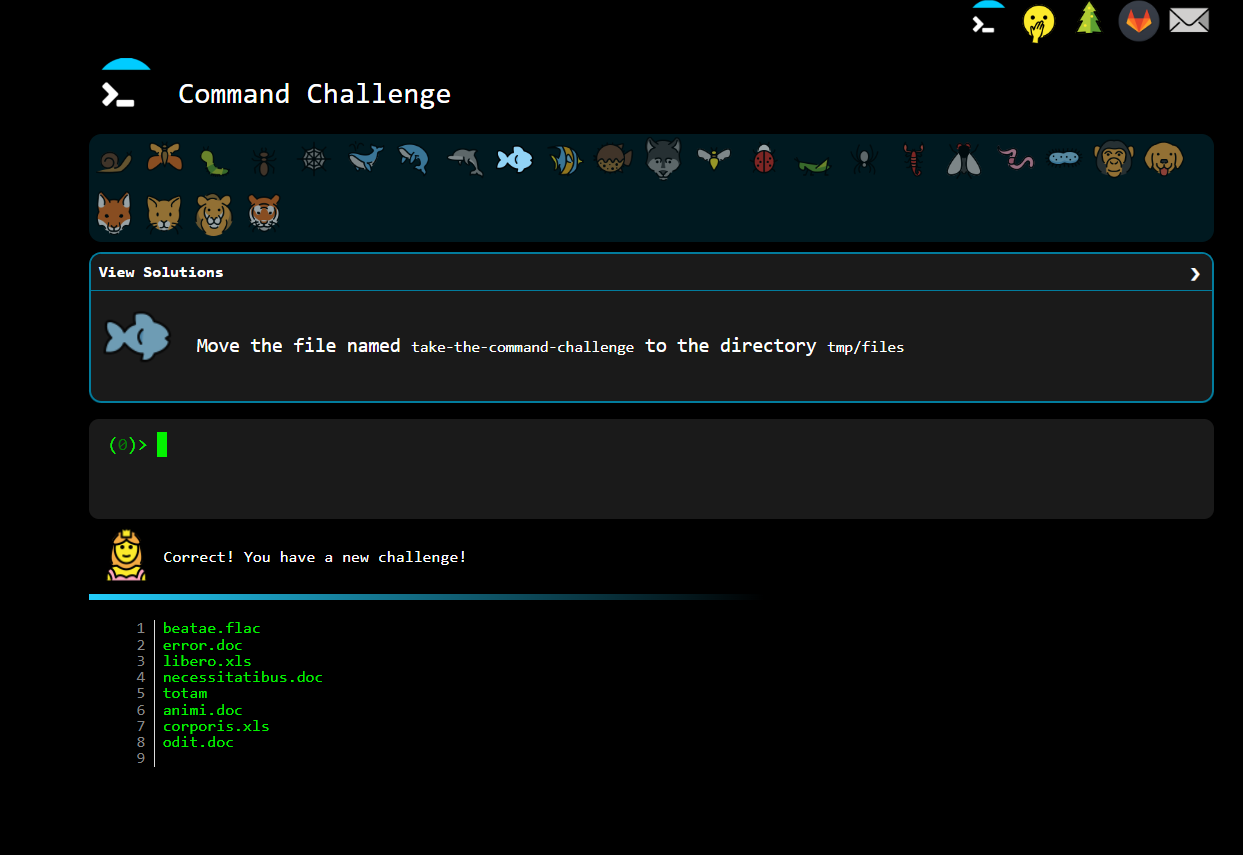 Command Challenge
View Solutions
Move the file named take-the-command-challenge to the directory tmp/files
(0)>
Correct! You have a new challenge!
1 beatae.flac
2 error.doc
3 libero.xls
4 necessitatibus.doc
5 totam
6 animi.doc
7 corporis.xls
8 odit.doc
9